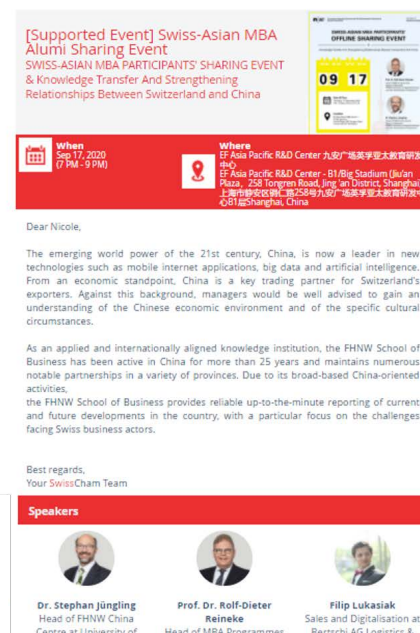 [Supported Event] Swiss-Asian MBA
Alumni Sharing Event
SWISS-ASIAN MBA PARTICIPANTS' SHARING EVENT
& Knowledge Transfer And Strengthening
Relationships Between Switzerland and China
SWISS-ASIAN MBA PARTICIPANTS'
OFFLINE SHARING EVENT
09 17
When
Sep 17, 2020
(7 PM - 9 PM)
Where
EF Asia Pacific R&D Center 九安广场英孚亚太教育研发
中心
EF Asia Pacific R&D Center - B1/Big Stadium (Jiu'an
Plaza, 258 Tongren Road, Jing 'an District, Shanghai)
上海市静安区铜仁路258号九安广场英孚亚太教育研发中
心B1层Shanghai, China
Dear Nicole,
The emerging world power of the 21st century, China, is now a leader in new
technologies such as mobile internet applications, big data and artificial intelligence.
From an economic standpoint, China is a key trading partner for Switzerland's
exporters. Against this background, managers would be well advised to gain an
understanding of the Chinese economic environment and of the specific cultural
circumstances.
As an applied and internationally aligned knowledge institution, the FHNW School of
Business has been active in China for more than 25 years and maintains numerous
notable partnerships in a variety of provinces. Due to its broad-based China-oriented
activities,
the FHNW School of Business provides reliable up-to-the-minute reporting of current
and future developments in the country, with a particular focus on the challenges
facing Swiss business actors.
Best regards,
Your SwissCham Team
Speakers
Dr. Stephan Jüngling
Head of FHNW China
Centre at University of
Prof. Dr. Rolf-Dieter
Reineke
Head of MBA Programmes
Filip Lukasiak
Sales and Digitalisation at
Bertschi AG Logistics &